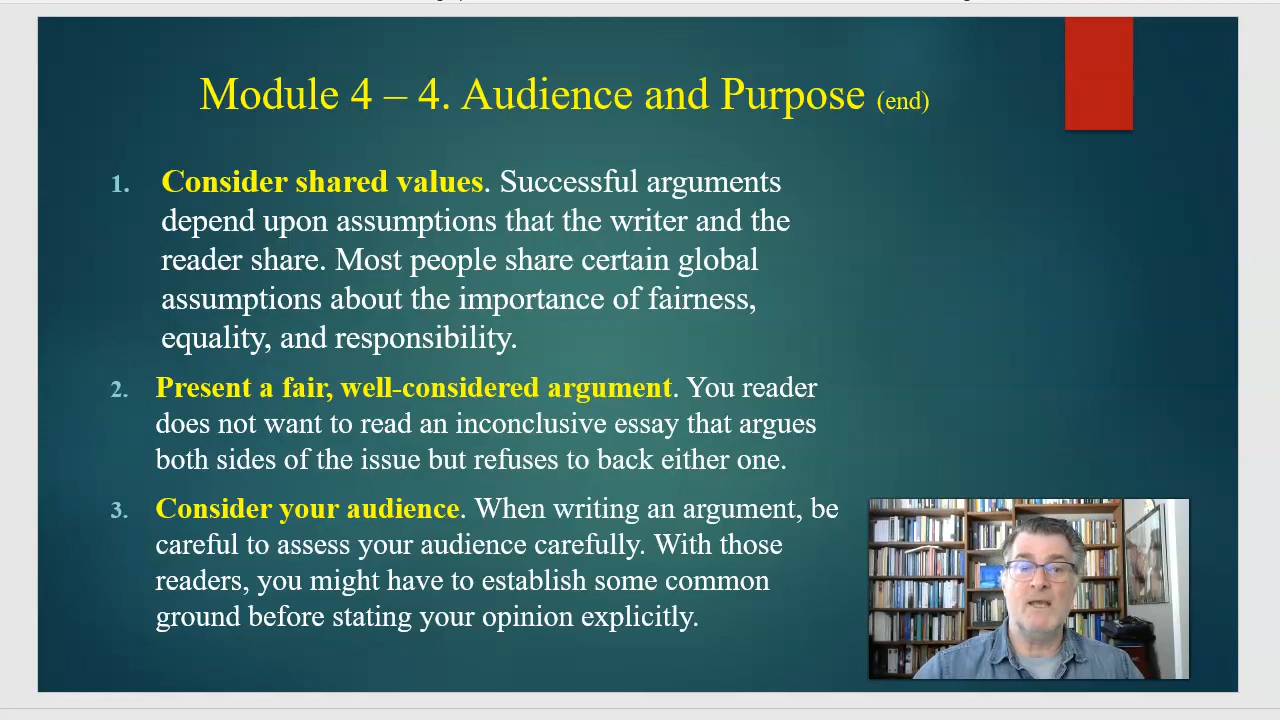 Module 4 – 4. Audience and Purpose (end)
1. Consider shared values. Successful arguments
depend upon assumptions that the writer and the
reader share. Most people share certain global
assumptions about the importance of fairness,
equality, and responsibility.
2. Present a fair, well-considered argument. You reader
does not want to read an inconclusive essay that argues
both sides of the issue but refuses to back either one.
3. Consider your audience. When writing an argument, be
careful to assess your audience carefully. With those
readers, you might have to establish some common
ground before stating your opinion explicitly.